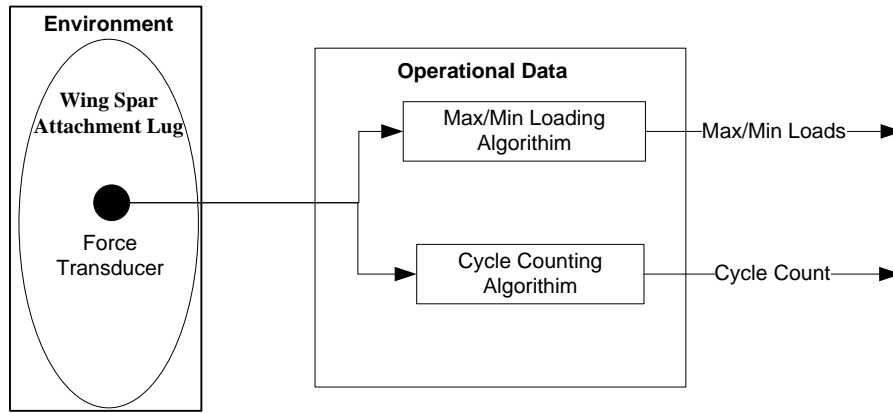 Environment
Wing Spar
Attachment Lug
Force
Transducer
Operational Data
Max/Min Loading
Algorithim
Max/Min Loads
Cycle Counting
Algorithim
Cycle Count